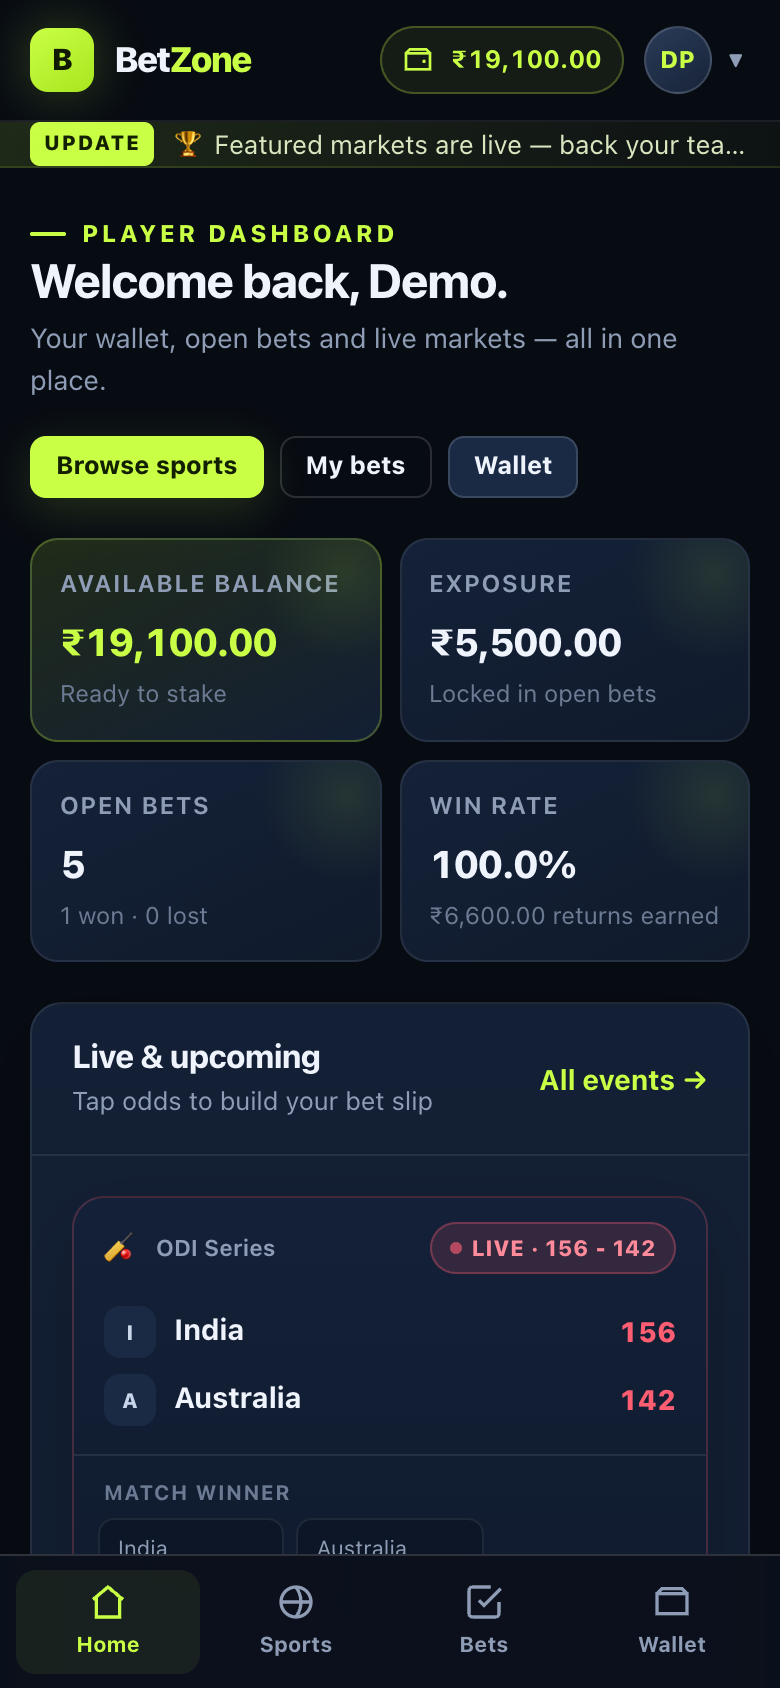 B BetZone ₹19,100.00 DP ▼
UPDATE 🏆 Featured markets are live — back your tea...
PLAYER DASHBOARD
Welcome back, Demo.
Your wallet, open bets and live markets — all in one
place.
Browse sports My bets Wallet
AVAILABLE BALANCE
₹19,100.00
Ready to stake
EXPOSURE
₹5,500.00
Locked in open bets
OPEN BETS
5
1 won · 0 lost
WIN RATE
100.0%
₹6,600.00 returns earned
Live & upcoming
Tap odds to build your bet slip
All events →
ODI Series LIVE · 156 - 142
I India 156
A Australia 142
MATCH WINNER
India Australia
Home Sports Bets Wallet